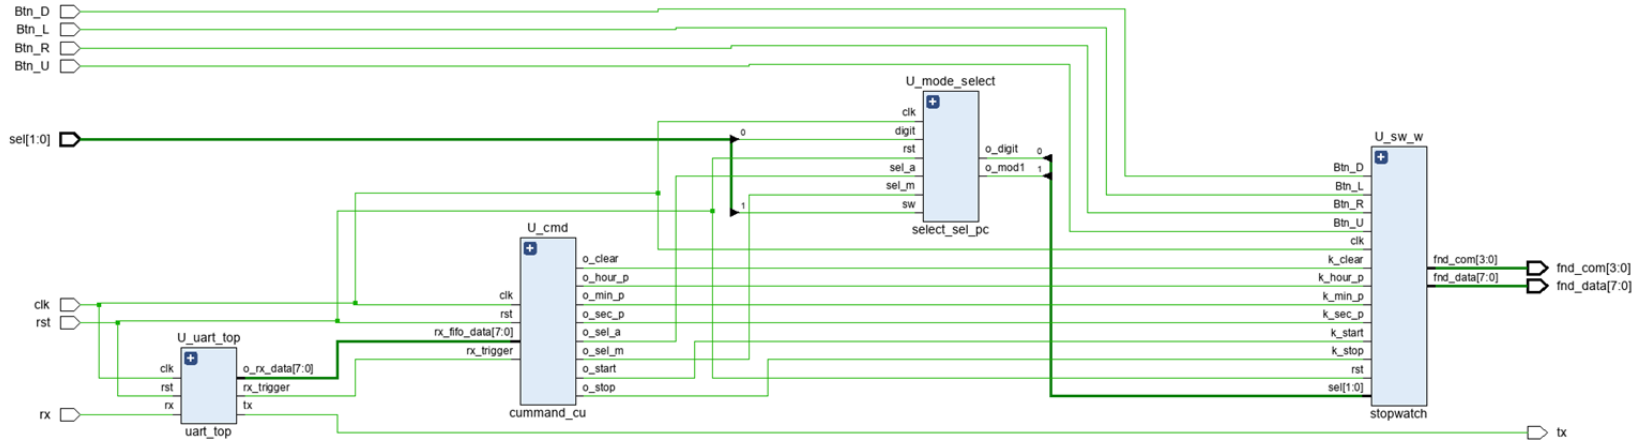 Btn_D
Btn_L
Btn_R
Btn_U
sel[1:0]
clk
rst
rx
U_uart_top
clk
rst
rx
o_rx_data[7:0]
rx_trigger
tx
uart_top
U_cmd
clk
rst
rx_fifo_data[7:0]
rx_trigger
o_clear
o_hour_p
o_min_p
o_sec_p
o_sel_a
o_sel_m
o_start
o_stop
cummand_cu
0
1
U_mode_select
clk
digit
rst
sel_a
sel_m
sw
o_digit
o_mod1
select_sel_pc
0
1
U_sw_w
Btn_D
Btn_L
Btn_R
Btn_U
clk
k_clear
k_hour_p
k_min_p
k_sec_p
k_start
k_stop
rst
sel[1:0]
fnd_com[3:0]
fnd_data[7:0]
stopwatch
fnd_com[3:0]
fnd_data[7:0]
tx